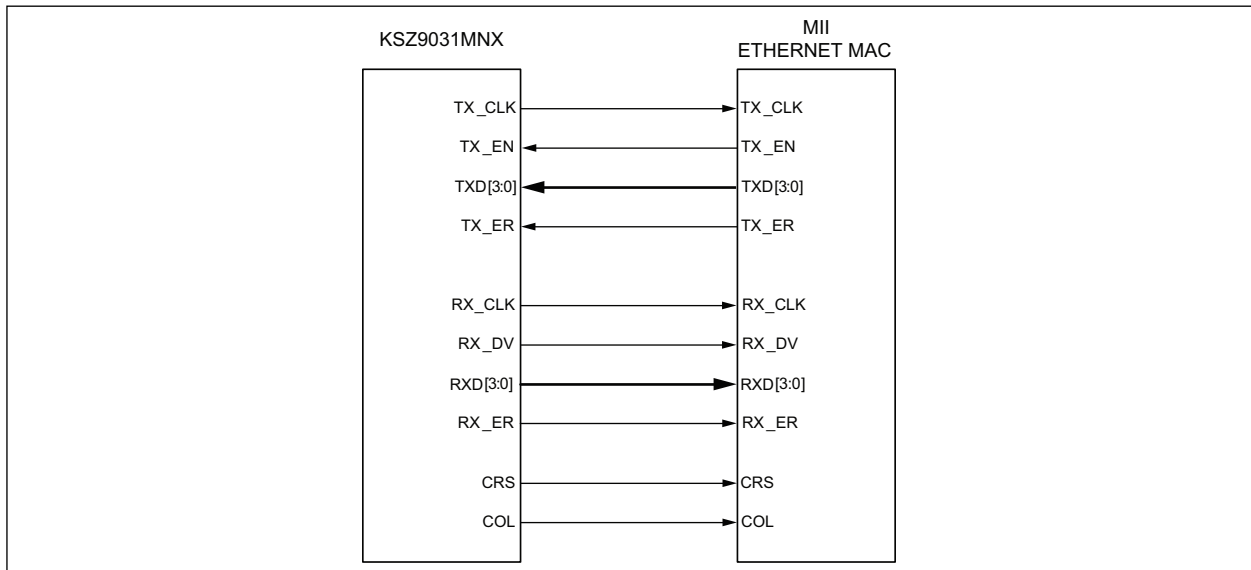 KSZ9031MNX
MII
ETHERNET MAC
TX_CLK
TX_CLK
TX_EN
TX_EN
TXD[3:0]
TXD[3:0]
TX_ER
TX_ER
RX_CLK
RX_CLK
RX_DV
RX_DV
RXD[3:0]
RXD[3:0]
RX_ER
RX_ER
CRS
CRS
COL
COL